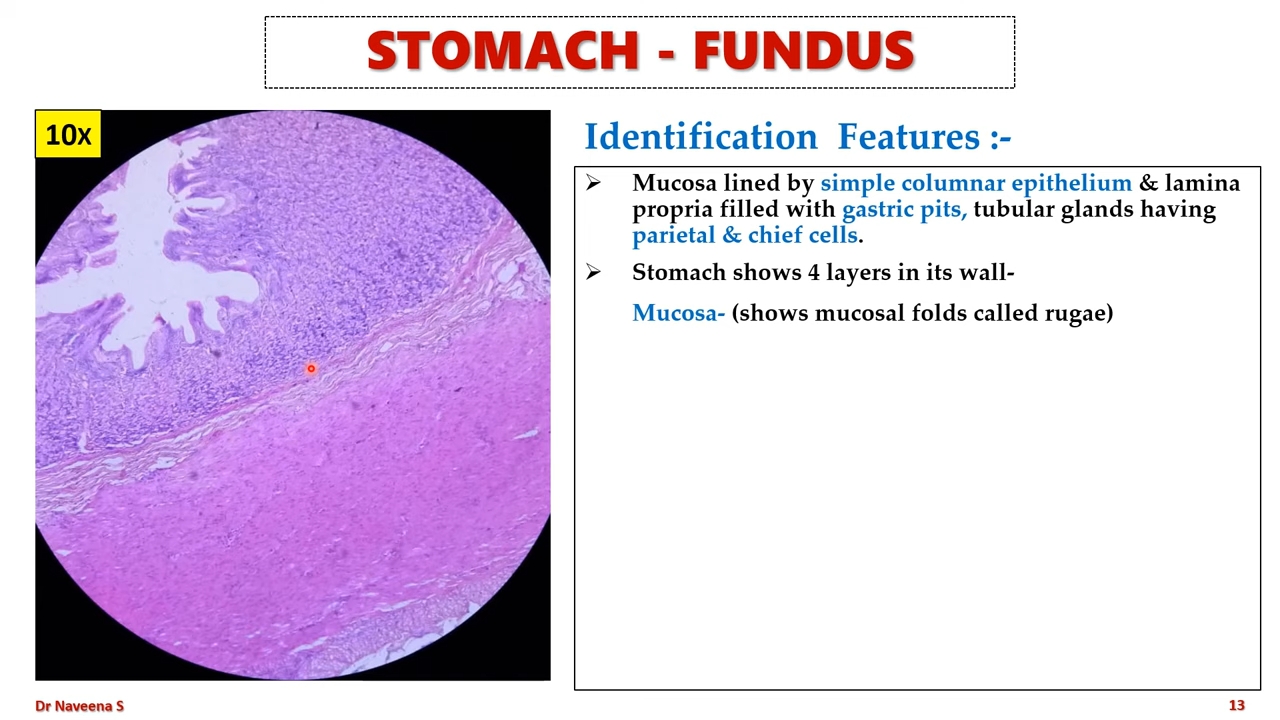 STOMACH - FUNDUS
10x
Identification Features :-
➢ Mucosa lined by simple columnar epithelium & lamina
propria filled with gastric pits, tubular glands having
parietal & chief cells.
➢ Stomach shows 4 layers in its wall-
Mucosa- (shows mucosal folds called rugae)
Dr Naveena S
13